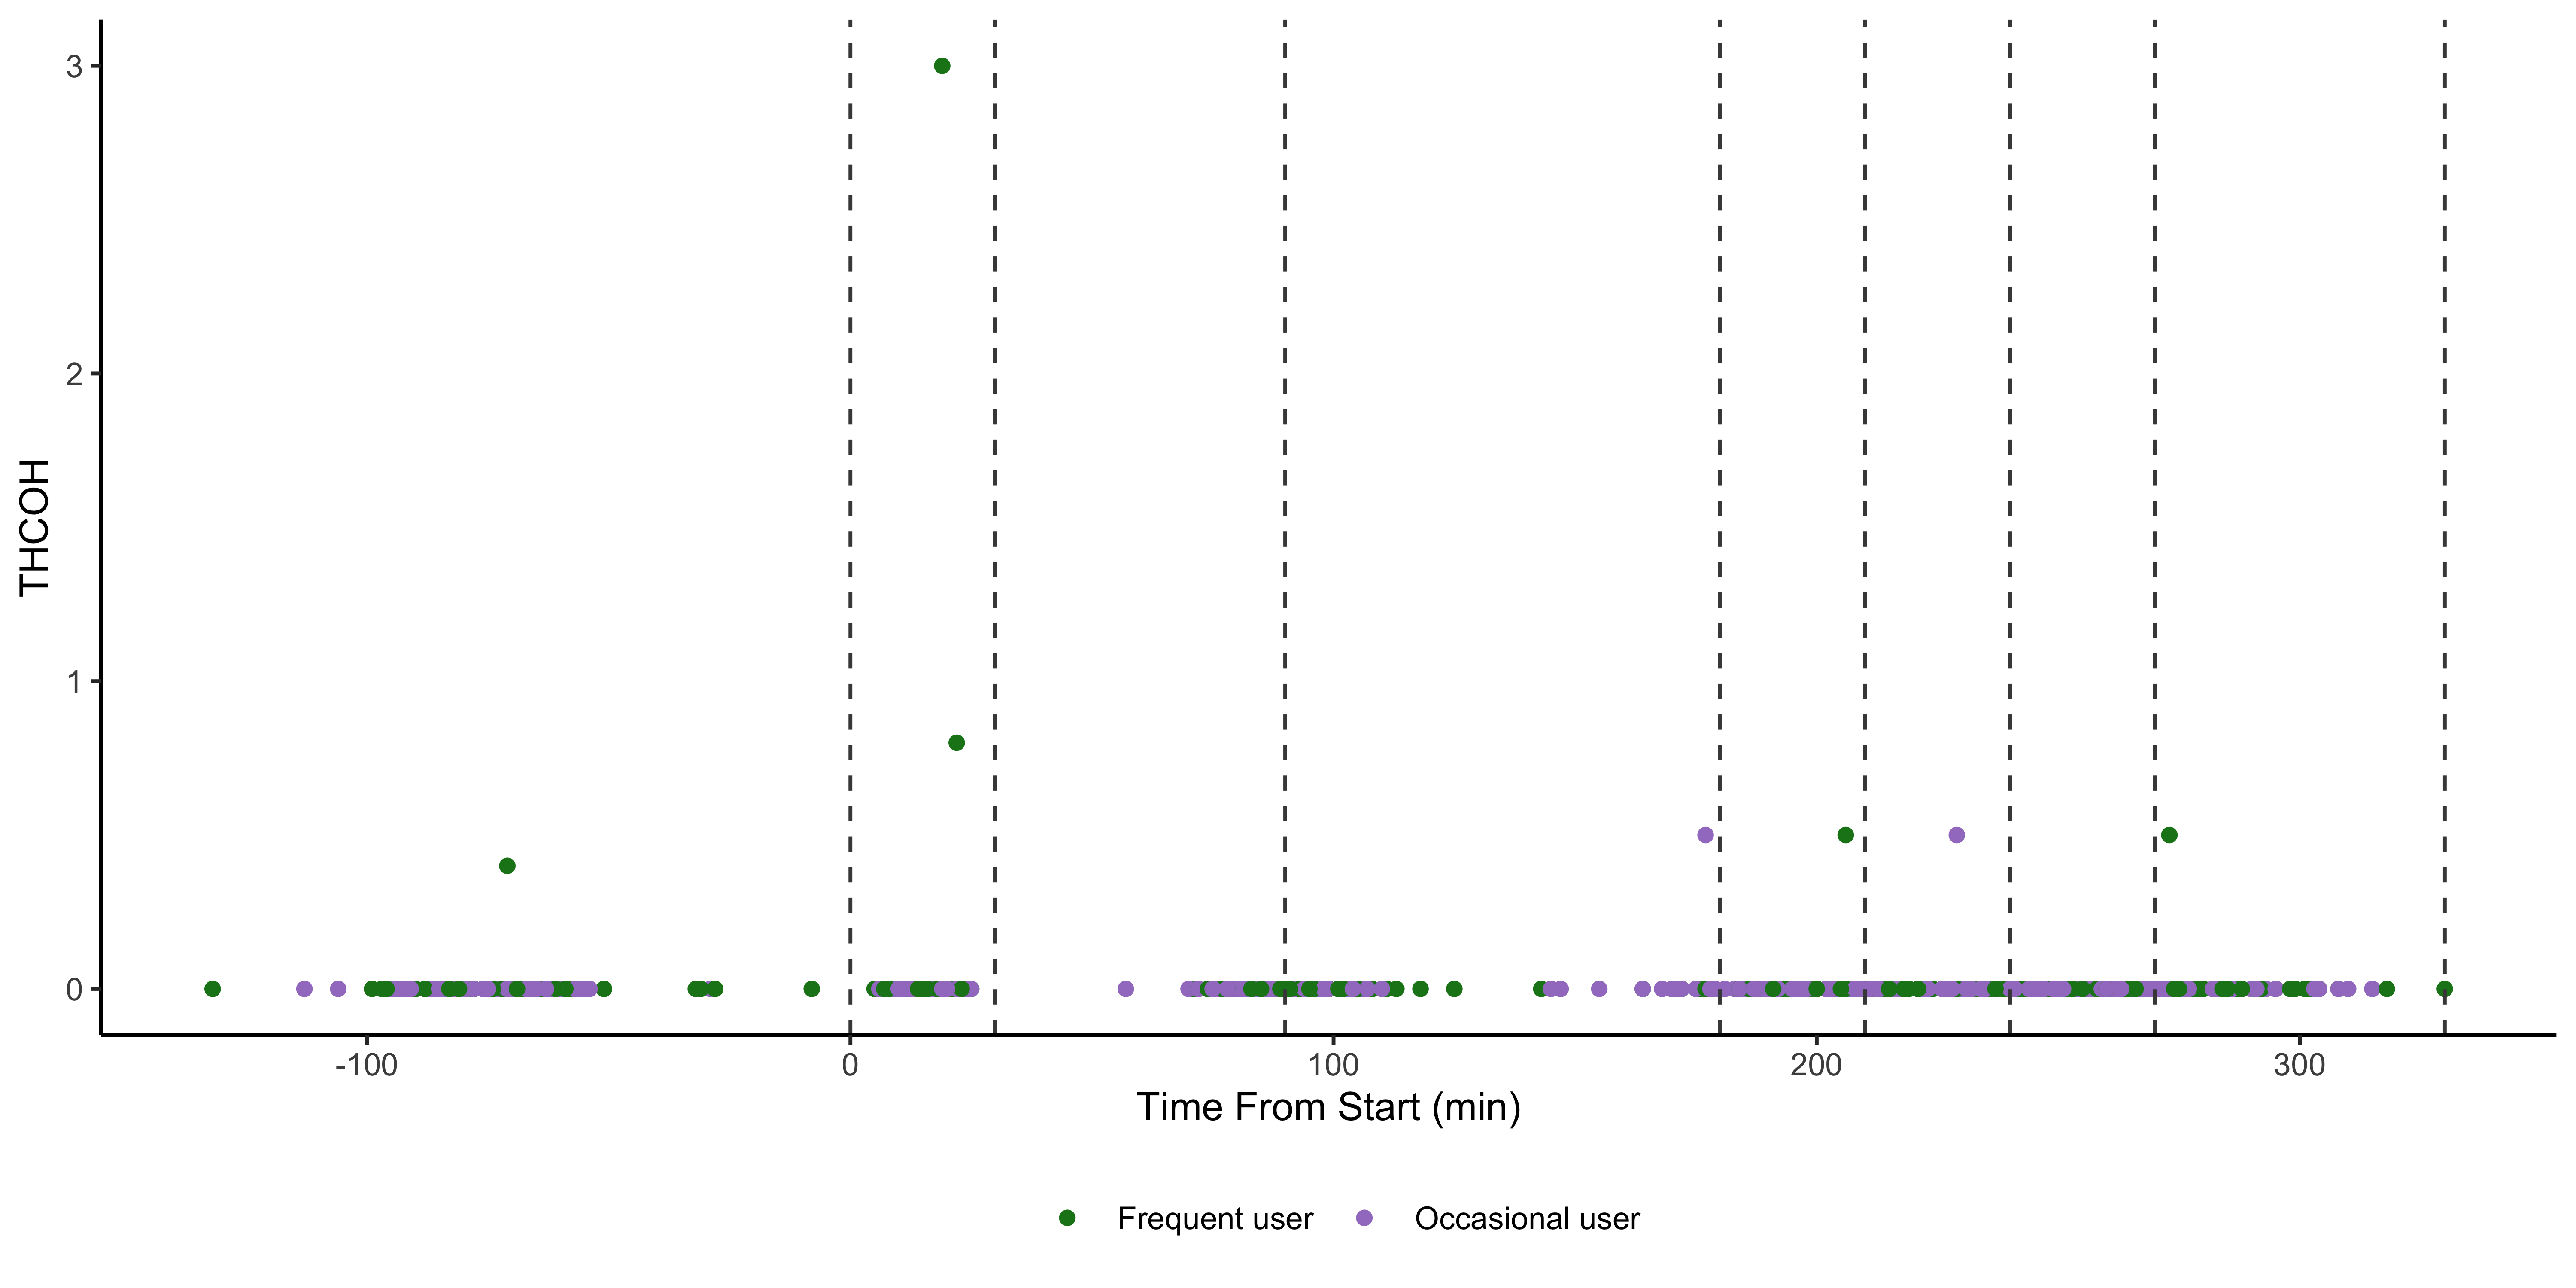 3
2
1
0
THCOH
-100 0 100 200 300
Time From Start (min)
Frequent user Occasional user